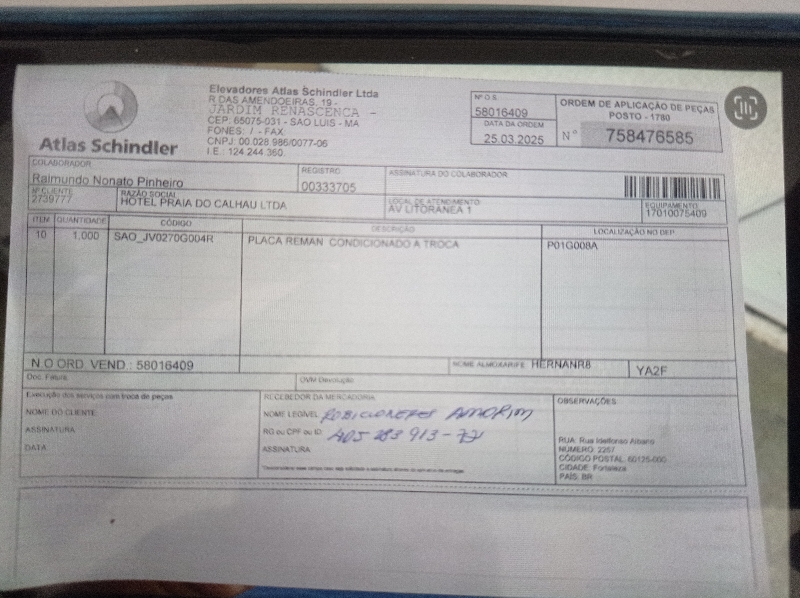 Elevadores Atlas Schindler Ltda
R DAS AMENDOEIRAS, 19 -
JARDIM RENASCENCA -
CEP: 65075-031 - SAO LUIS - MA
FONES: / - FAX
CNPJ: 00.028.986/0077-06
I.E.: 124.244.360.
Atlas Schindler
Nº O.S.
58016409
DATA DA ORDEM
25.03.2025
ORDEM DE APLICAÇÃO DE PEÇAS
POSTO - 1780
N° 758476585
COLABORADOR
Raimundo Nonato Pinheiro
REGISTRO
00333705
ASSINATURA DO COLABORADOR
Nº CLIENTE
2739777
RAZÃO SOCIAL
HOTEL PRAIA DO CALHAU LTDA
LOCAL DE ATENDIMENTO
AV LITORANEA 1
EQUIPAMENTO
17010075409
ITEM QUANTIDADE CÓDIGO DESCRIÇÃO LOCALIZAÇÃO NO DEP.
10 1,000 SAO_JV0270G004R PLACA REMAN CONDICIONADO A TROCA P01G008A
N.O ORD. VEND.: 58016409
NOME ALMOXARIFE HERNANR8 YA2F
Doc. Fatura
OVM Devolução
Execução dos serviços com troca de peças
NOME DO CLIENTE
ASSINATURA
DATA
RECEBEDOR DA MERCADORIA
NOME LEGÍVEL AMORIM
RG ou CPF ou ID 405 283 913-72
ASSINATURA
OBSERVAÇÕES
RUA: Rua Idelfonso Albano
NÚMERO: 2257
CÓDIGO POSTAL: 60125-000
CIDADE: Fortaleza
PAÍS: BR